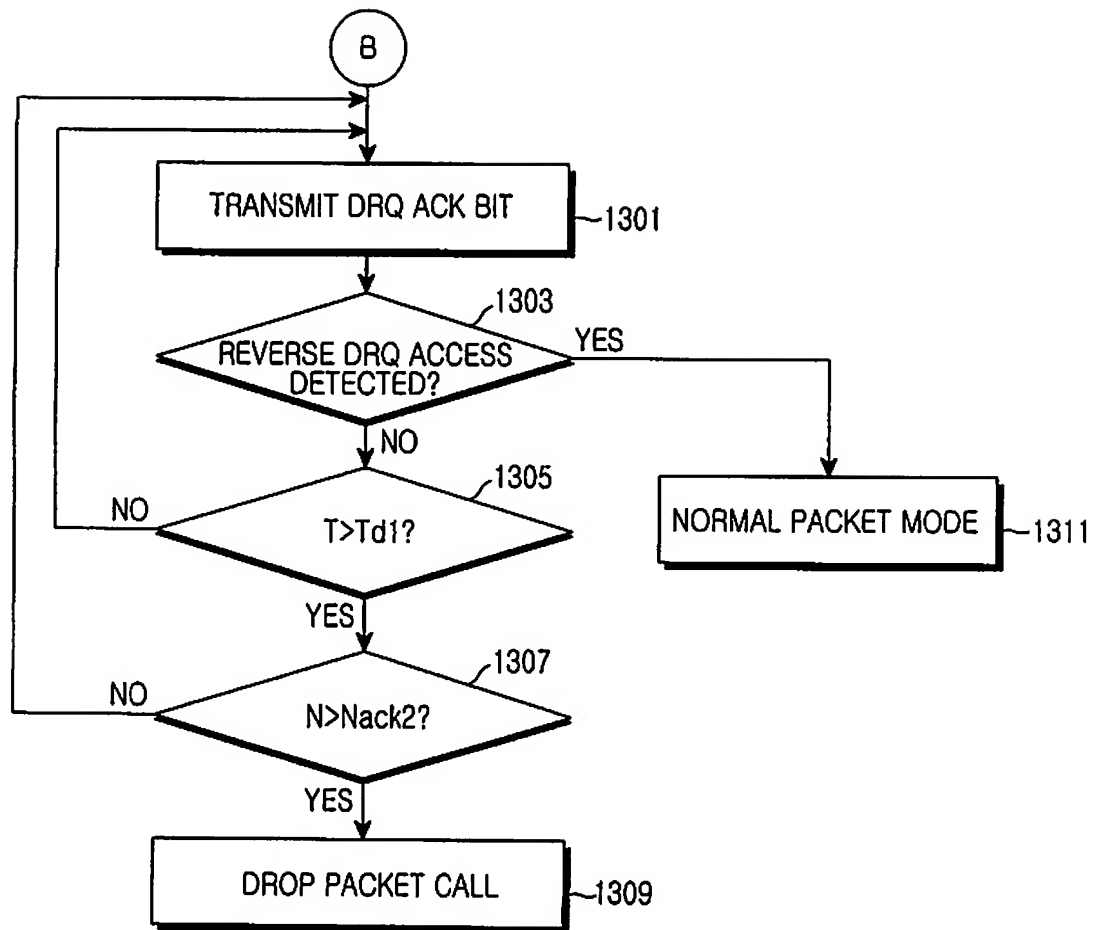 B
TRANSMIT DRQ ACK BIT
1301
1303
REVERSE DRQ ACCESS
DETECTED?
YES
NO
1305
NO
T>Td1?
NORMAL PACKET MODE
1311
YES
1307
NO
N>Nack2?
YES
DROP PACKET CALL
1309